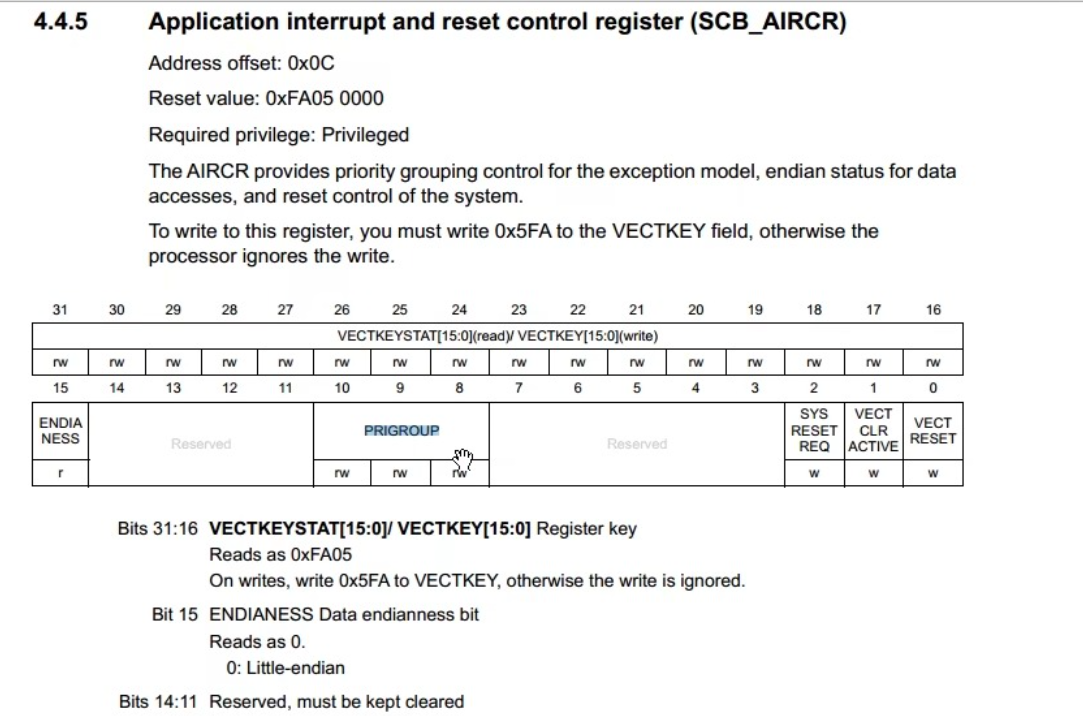 4.4.5 Application interrupt and reset control register (SCB_AIRCR)
Address offset: 0x0C
Reset value: 0xFA05 0000
Required privilege: Privileged
The AIRCR provides priority grouping control for the exception model, endian status for data
accesses, and reset control of the system.
To write to this register, you must write 0x5FA to the VECTKEY field, otherwise the
processor ignores the write.
31 30 29 28 27 26 25 24 23 22 21 20 19 18 17 16
VECTKEYSTAT[15:0](read)/ VECTKEY[15:0](write)
rw rw rw rw rw rw rw rw rw rw rw rw rw rw rw rw
15 14 13 12 11 10 9 8 7 6 5 4 3 2 1 0
ENDIA
NESS
Reserved
PRIGROUP
Reserved
SYS
RESET
REQ
VECT
CLR
ACTIVE
VECT
RESET
r rw rw rw w w w
Bits 31:16 VECTKEYSTAT[15:0]/ VECTKEY[15:0] Register key
Reads as 0xFA05
On writes, write 0x5FA to VECTKEY, otherwise the write is ignored.
Bit 15 ENDIANESS Data endianness bit
Reads as 0.
0: Little-endian
Bits 14:11 Reserved, must be kept cleared